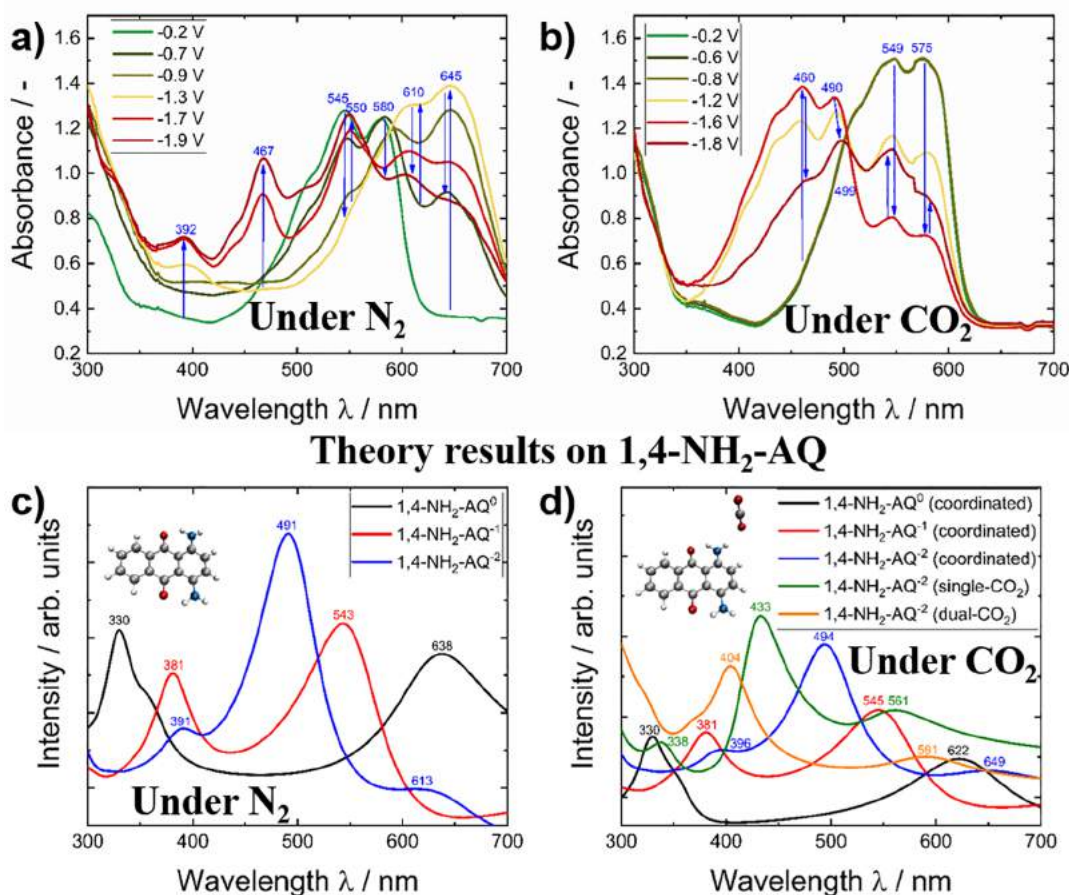 a)
-0.2 V
-0.7 V
-0.9 V
-1.3 V
-1.7 V
-1.9 V
1.6
1.4
1.2
1.0
0.8
0.6
0.4
0.2
Absorbance / -
392
467
545
550
580
610
645
Under N2
300 400 500 600 700
Wavelength λ / nm
b)
-0.2 V
-0.6 V
-0.8 V
-1.2 V
-1.6 V
-1.8 V
1.6
1.4
1.2
1.0
0.8
0.6
0.4
0.2
Absorbance / -
460
490
499
549
575
Under CO2
300 400 500 600 700
Wavelength λ / nm
Theory results on 1,4-NH2-AQ
c)
1,4-NH2-AQ0
1,4-NH2-AQ-1
1,4-NH2-AQ-2
Intensity / arb. units
330
381
391
491
543
613
638
Under N2
300 400 500 600 700
Wavelength λ / nm
d)
1,4-NH2-AQ0 (coordinated)
1,4-NH2-AQ-1 (coordinated)
1,4-NH2-AQ-2 (coordinated)
1,4-NH2-AQ-2 (single-CO2)
1,4-NH2-AQ-2 (dual-CO2)
Intensity / arb. units
330
338
381
396
404
433
494
545
561
591
622
649
Under CO2
300 400 500 600 700
Wavelength λ / nm